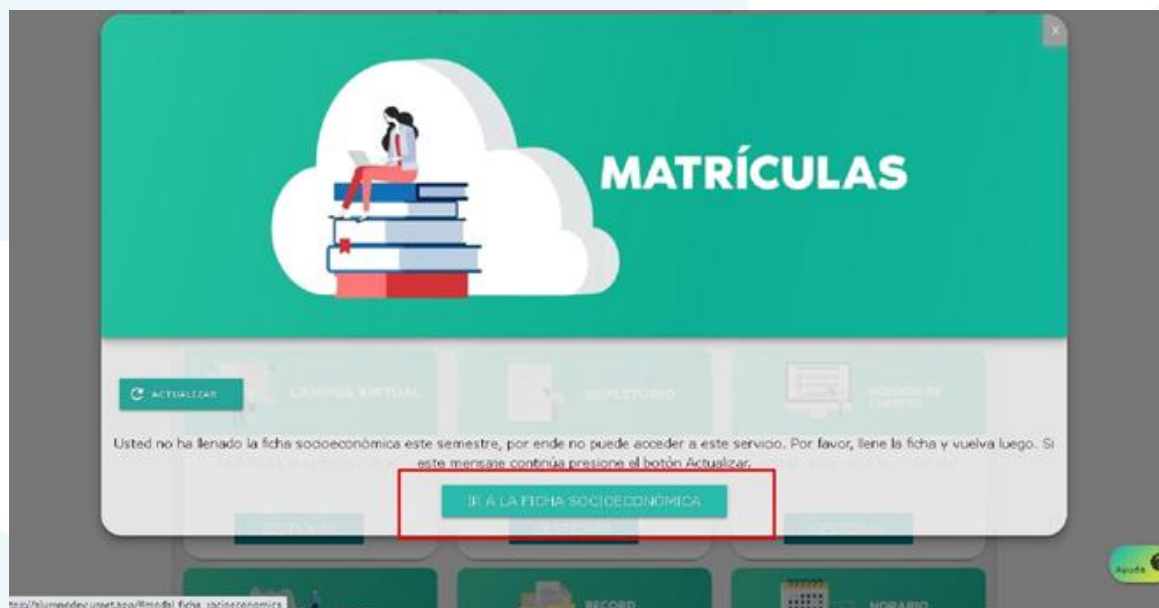 X
MATRÍCULAS
CAMPUS VIRTUAL
SUPLETORIO
ACTUALIZAR
Usted no ha llenado la ficha socioeconómica este semestre, por ende no puede acceder a este servicio. Por favor, llene la ficha y vuelva luego. Si
este mensaje continúa presione el botón Actualizar.
IR A LA FICHA SOCIOECONÓMICA
Ayuda
RECORD
HORARIO